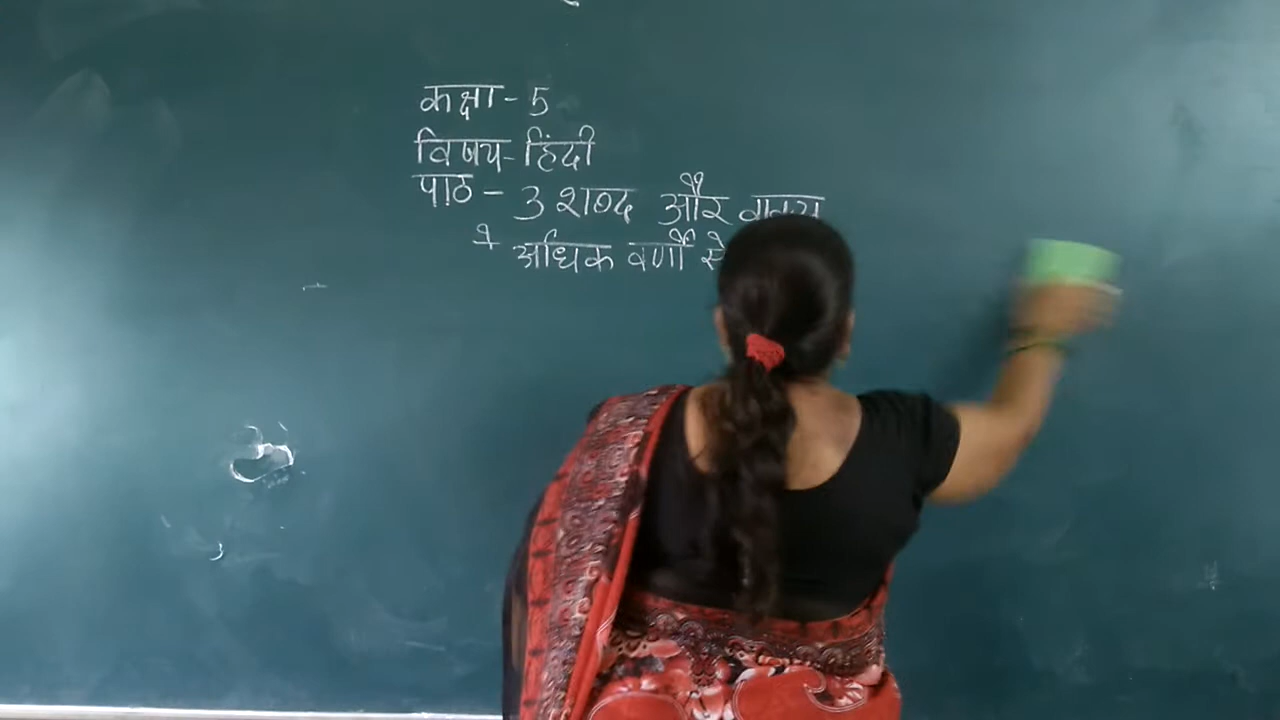 कक्षा - 5
विषय - हिंदी
पाठ - 3 शब्द और वाक्य
अधिक वर्णों से